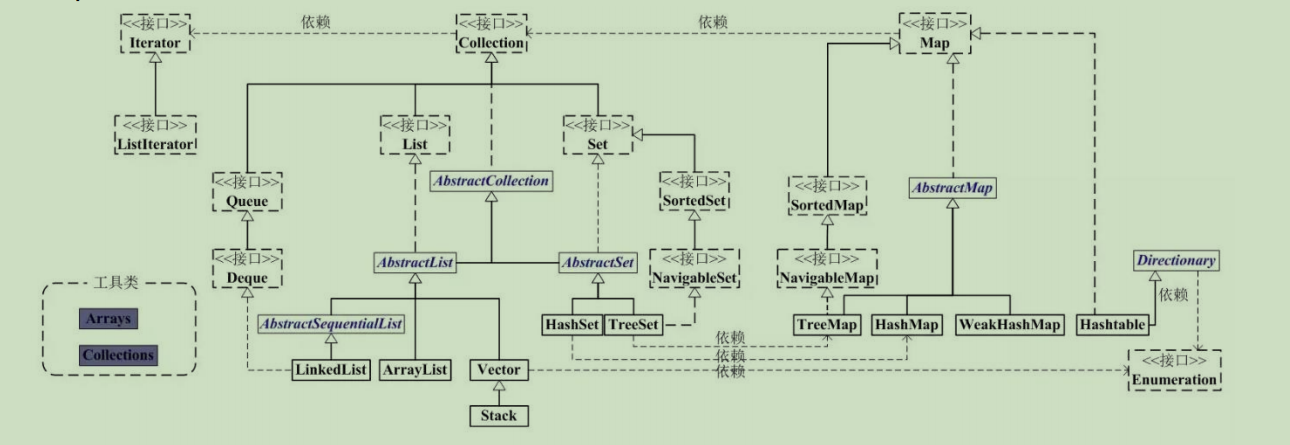 <<接口>>
Iterator
依赖
<<接口>>
Collection
依赖
<<接口>>
Map
<<接口>>
ListIterator
<<接口>>
List
<<接口>>
Set
<<接口>>
Queue
AbstractCollection
<<接口>>
SortedSet
<<接口>>
SortedMap
AbstractMap
<<接口>>
Deque
AbstractList
AbstractSet
<<接口>>
NavigableSet
<<接口>>
NavigableMap
Directionary
依赖
工具类
Arrays
Collections
AbstractSequentialList
HashSet
TreeSet
TreeMap
HashMap
WeakHashMap
Hashtable
依赖
依赖
依赖
LinkedList
ArrayList
Vector
<<接口>>
Enumeration
Stack